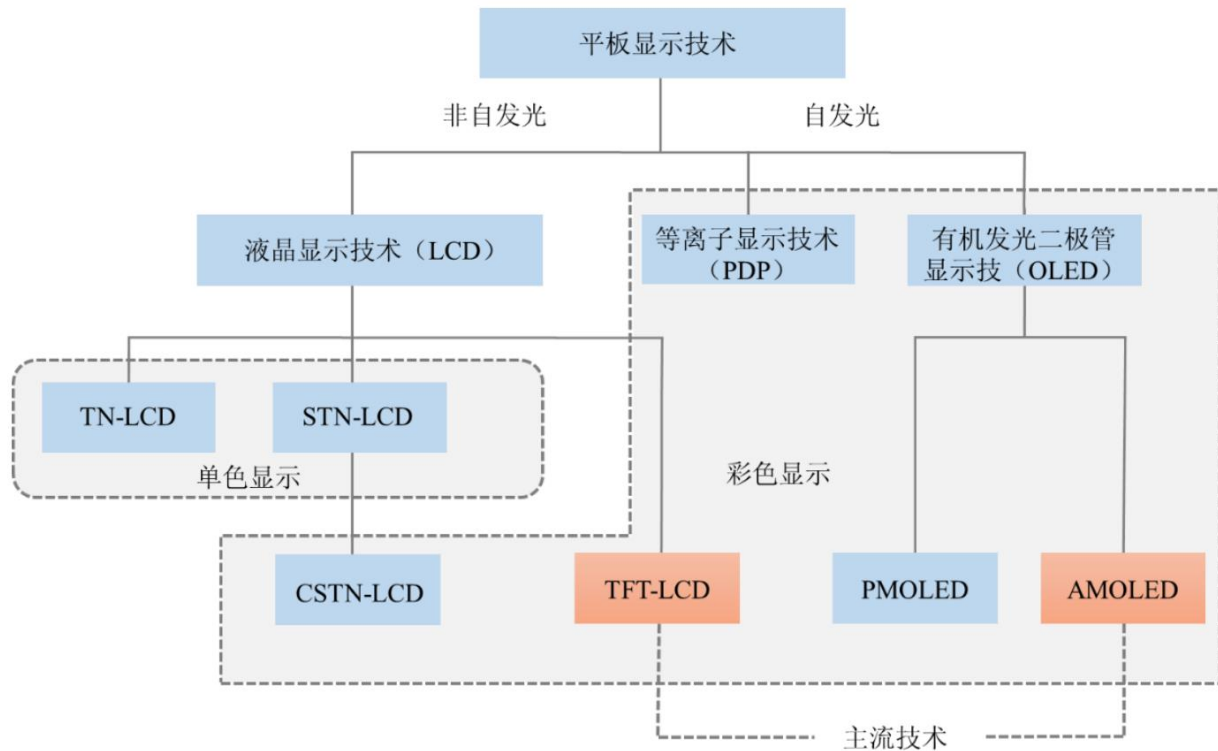 平板显示技术
非自发光
自发光
液晶显示技术（LCD）
等离子显示技术
（PDP）
有机发光二极管
显示技（OLED）
TN-LCD
STN-LCD
单色显示
彩色显示
CSTN-LCD
TFT-LCD
PMOLED
AMOLED
主流技术